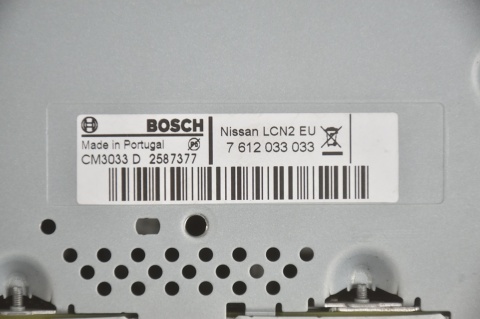 BOSCH
Made in Portugal
CM3033 D 2587377
Nissan LCN2 EU
7 612 033 033